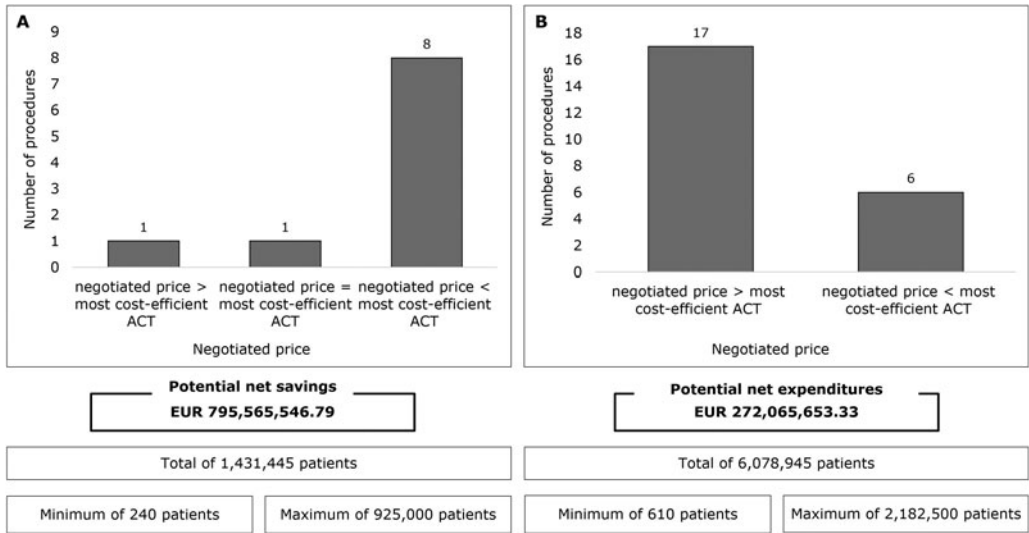 A
Number of procedures
9
8
7
6
5
4
3
2
1
0
1
1
8
negotiated price >
most cost-efficient
ACT
negotiated price =
most cost-efficient
ACT
negotiated price <
most cost-efficient
ACT
Negotiated price
Potential net savings
EUR 795,565,546.79
Total of 1,431,445 patients
Minimum of 240 patients
Maximum of 925,000 patients
B
Number of procedures
18
16
14
12
10
8
6
4
2
0
17
6
negotiated price > most
cost-efficient ACT
negotiated price < most
cost-efficient ACT
Negotiated price
Potential net expenditures
EUR 272,065,653.33
Total of 6,078,945 patients
Minimum of 610 patients
Maximum of 2,182,500 patients